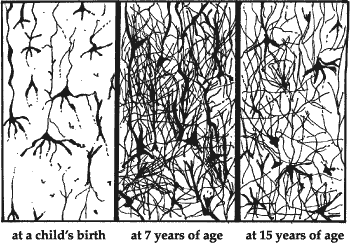 at a child's birth
at 7 years of age
at 15 years of age